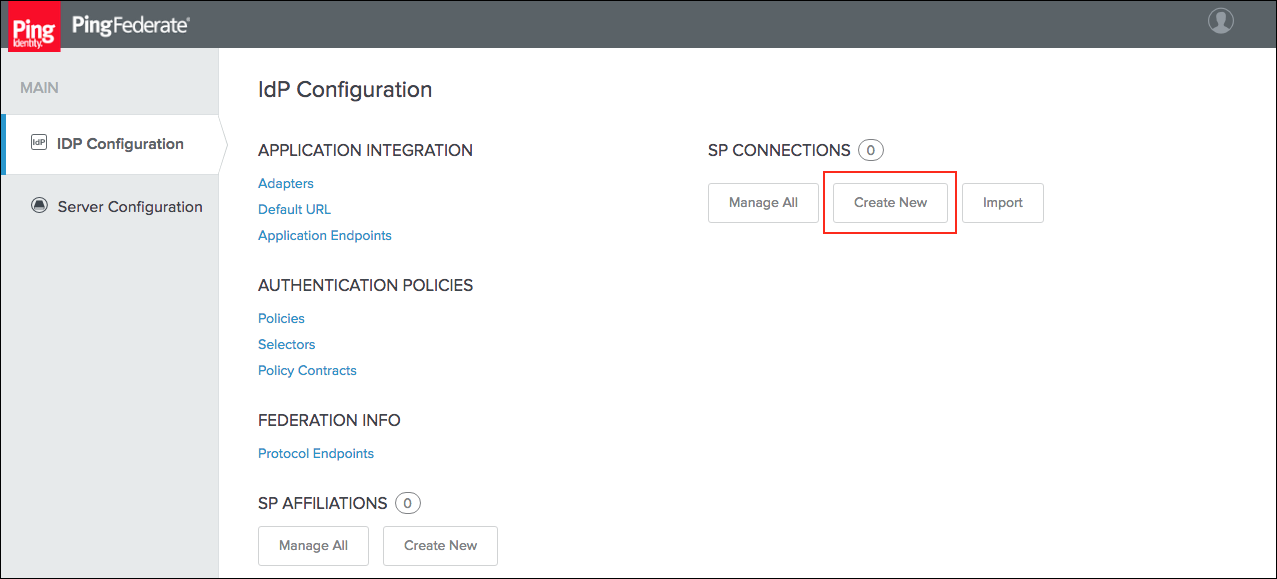 Ping
Identity.
PingFederate®
MAIN
IdP
IDP Configuration
Server Configuration
IdP Configuration
APPLICATION INTEGRATION
Adapters
Default URL
Application Endpoints
AUTHENTICATION POLICIES
Policies
Selectors
Policy Contracts
FEDERATION INFO
Protocol Endpoints
SP AFFILIATIONS 0
Manage All Create New
SP CONNECTIONS 0
Manage All Create New Import